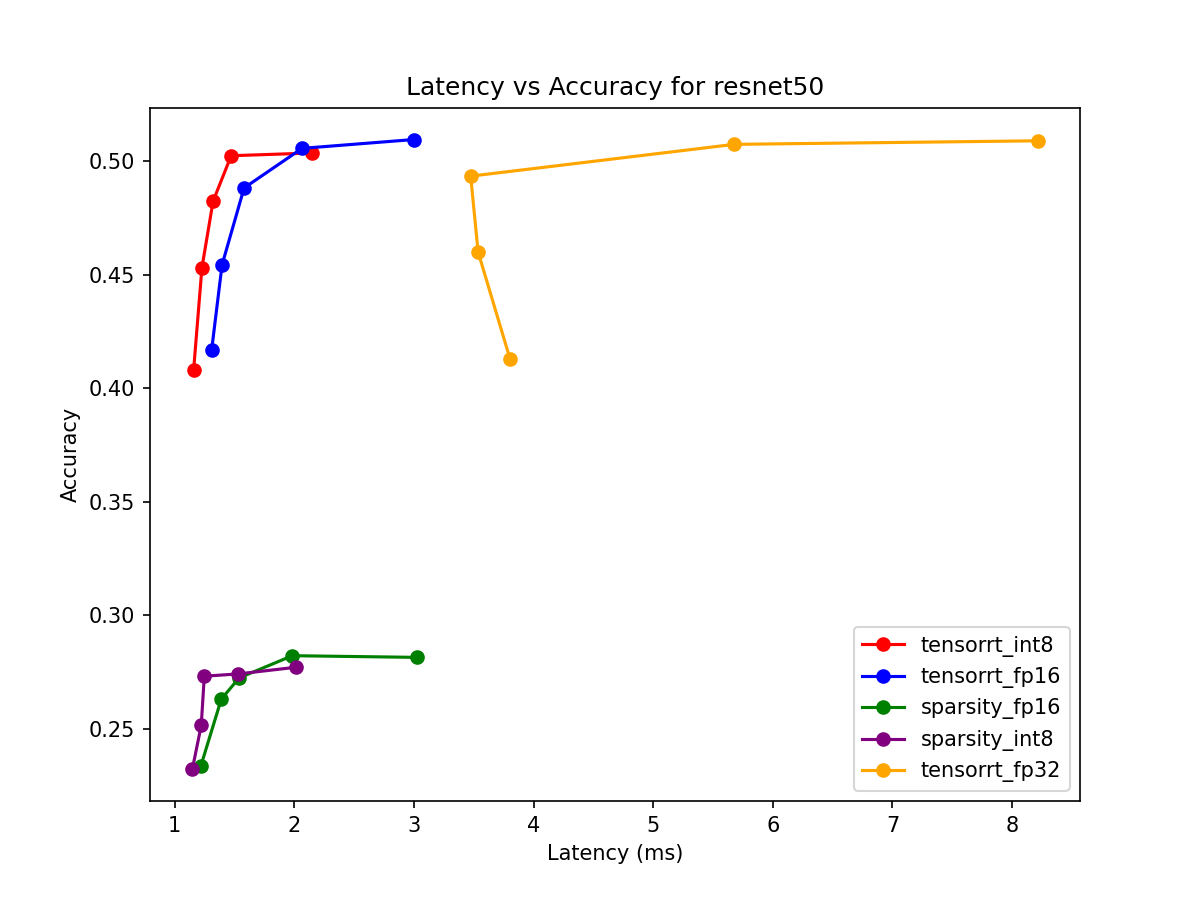 Latency vs Accuracy for resnet50
Accuracy
0.50
0.45
0.40
0.35
0.30
0.25
tensorrt_int8
tensorrt_fp16
sparsity_fp16
sparsity_int8
tensorrt_fp32
1 2 3 4 5 6 7 8
Latency (ms)